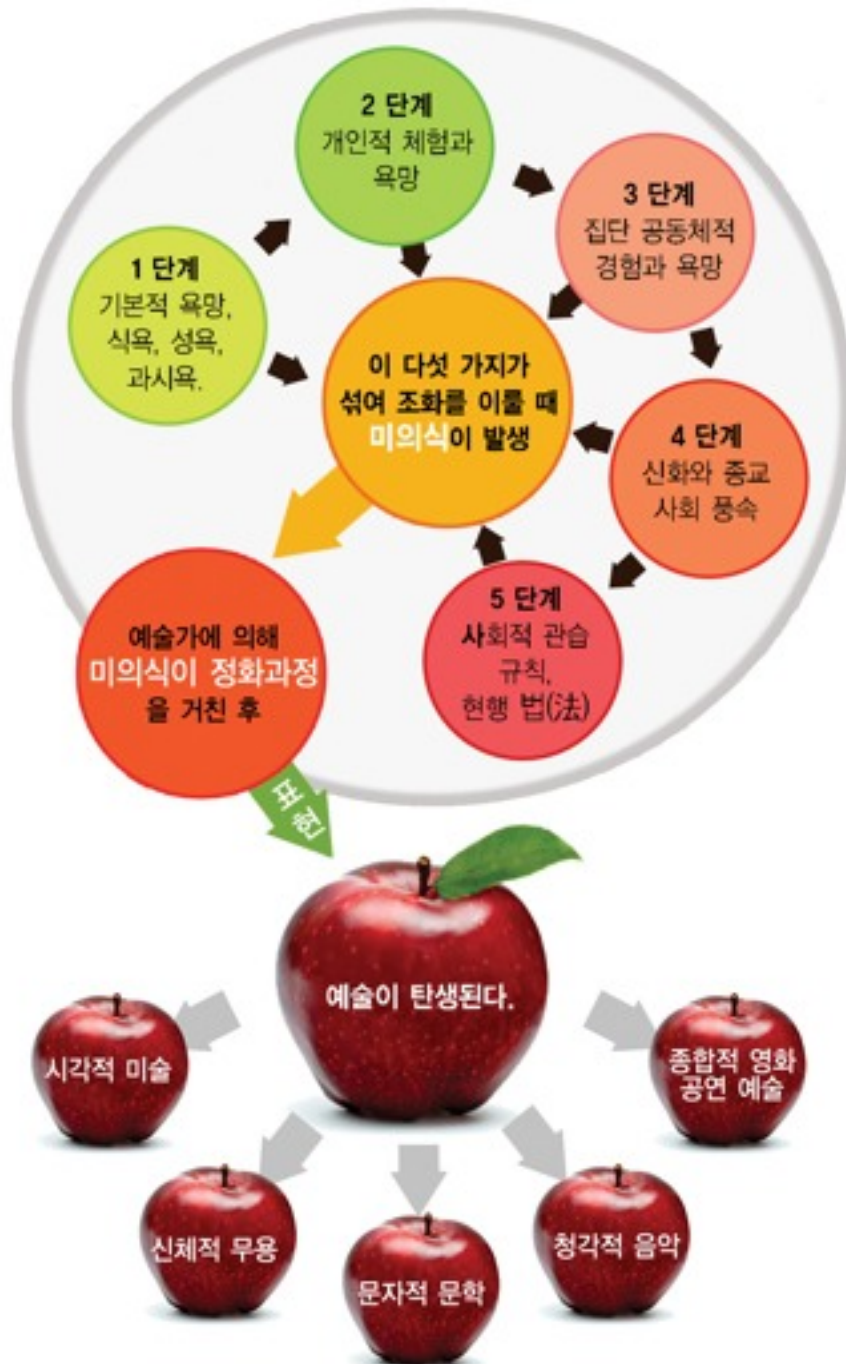 2 단계
개인적 체험과
욕망
3 단계
집단 공동체적
경험과 욕망
1 단계
기본적 욕망,
식욕, 성욕,
과시욕.
이 다섯 가지가
섞여 조화를 이룰 때
미의식이 발생
4 단계
신화와 종교
사회 풍속
5 단계
사회적 관습
규칙,
현행 법(法)
예술가에 의해
미의식이 정화과정
을 거친 후
표현
예술이 탄생된다.
시각적 미술
종합적 영화
공연 예술
신체적 무용
청각적 음악
문자적 문학